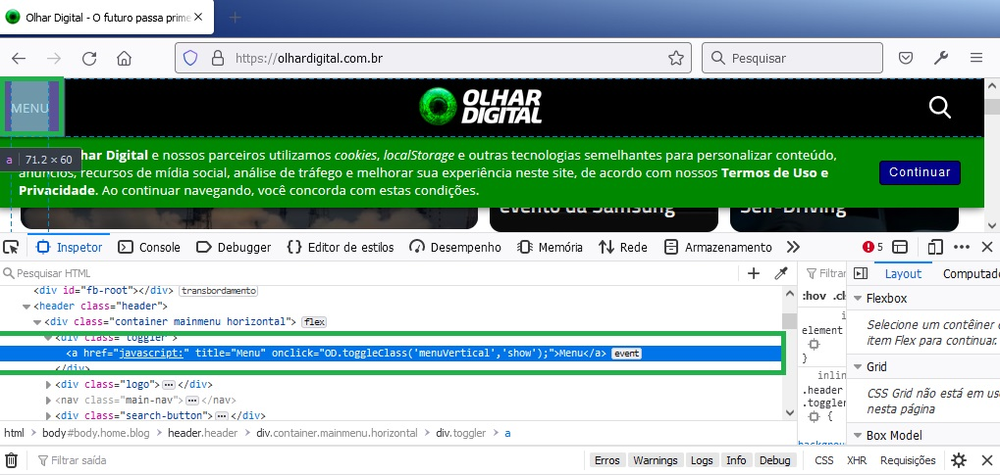 Olhar Digital - O futuro passa prime
https://olhardigital.com.br
Pesquisar
MENU
OLHAR
DIGITAL
a 71.2 × 60
har Digital e nossos parceiros utilizamos cookies, localStorage e outras tecnologias semelhantes para personalizar conteúdo,
anúncios, recursos de mídia social, análise de tráfego e melhorar sua experiência neste site, de acordo com nossos Termos de Uso e
Privacidade. Ao continuar navegando, você concorda com estas condições.
Continuar
evento da Samsung
Self-Driving
Inspetor Console Debugger Editor de estilos Desempenho Memória Rede Armazenamento 5
Pesquisar HTML
<div id="fb-root"></div> transbordamento
<header class="header">
<div class="container mainmenu horizontal"> flex
<div class="toggler">
<a href="javascript:" title="Menu" onclick="OD.toggleClass('menuVertical','show');">Menu</a> event
</div>
<div class="logo"></div>
<nav class="main-nav"></nav>
<div class="search-button"></div>
Filtrar
:hov .cl
element
{
}
inlin
.header
.toggler
{
backgroun
Layout Computado
Flexbox
Selecione um contêiner
item Flex para continuar.
Grid
CSS Grid não está em us
nesta página
Box Model
html body#body.home.blog header.header div.container.mainmenu.horizontal div.toggler a
Filtrar saída
Erros Warnings Logs Info Debug CSS XHR Requisições